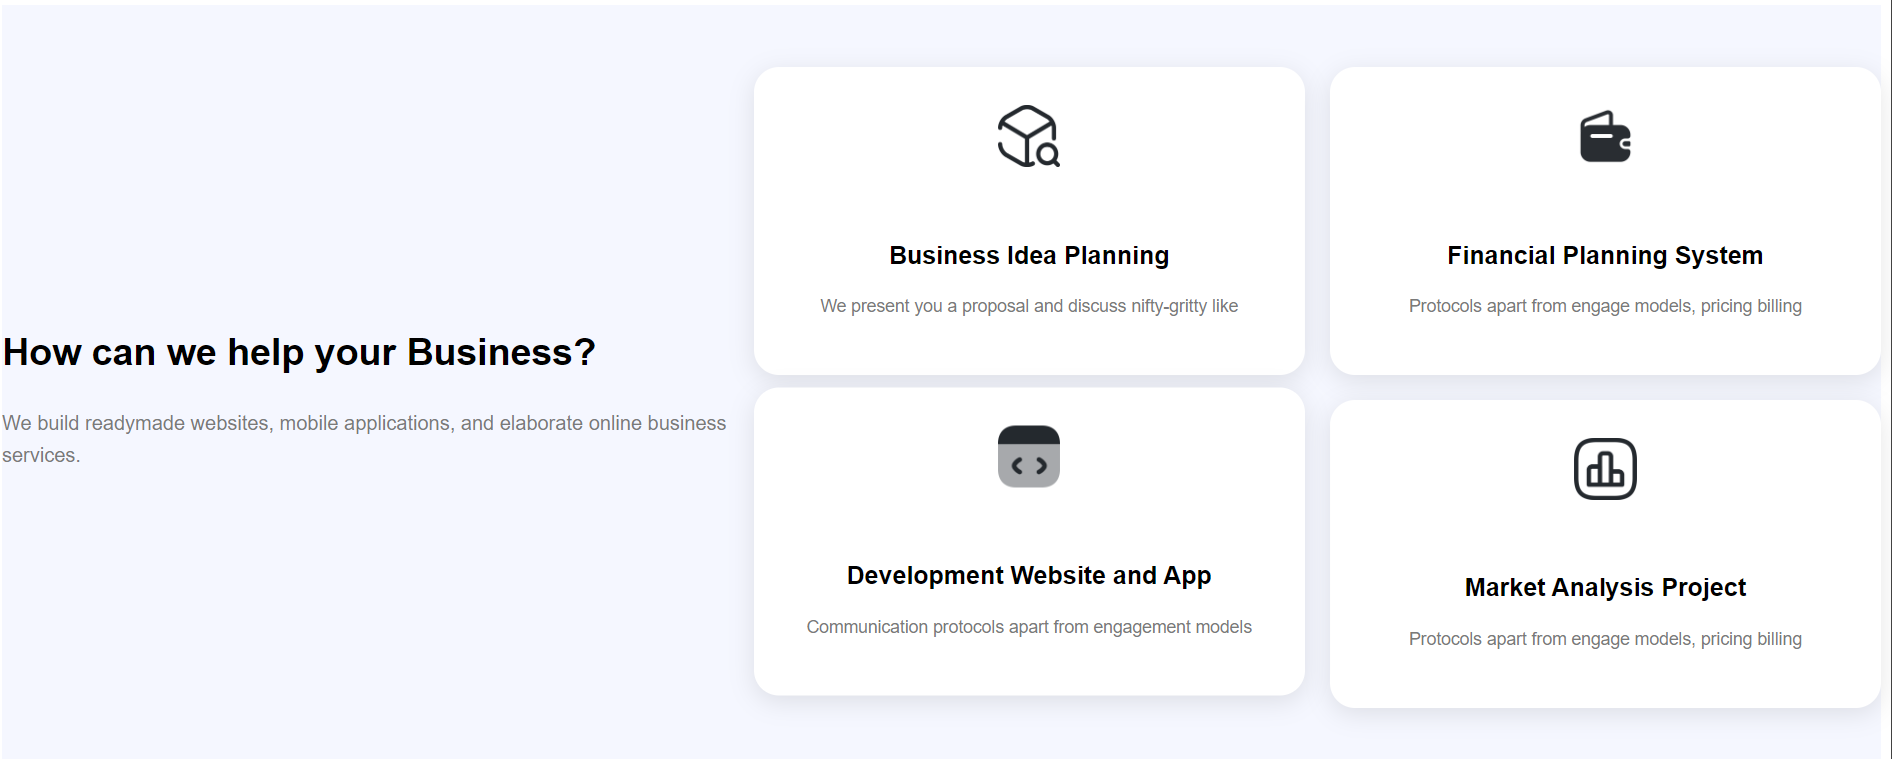 How can we help your Business?
We build readymade websites, mobile applications, and elaborate online business
services.
Business Idea Planning
We present you a proposal and discuss nifty-gritty like
Financial Planning System
Protocols apart from engage models, pricing billing
Development Website and App
Communication protocols apart from engagement models
Market Analysis Project
Protocols apart from engage models, pricing billing